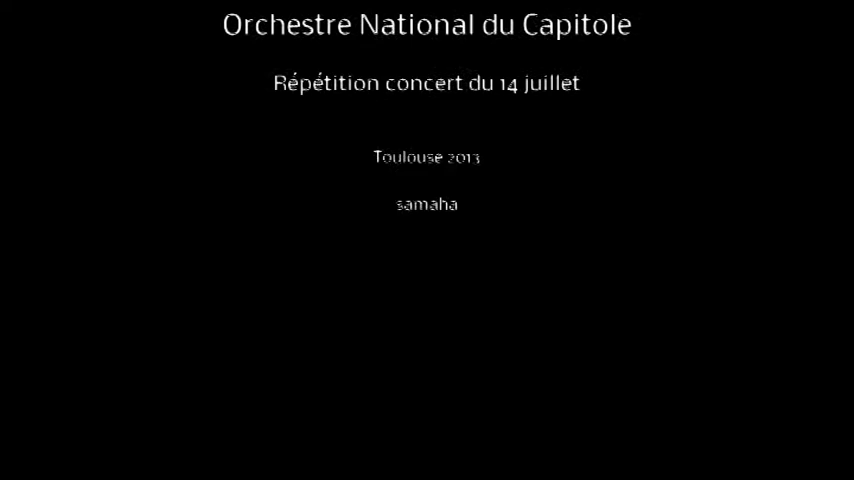 Orchestre National du Capitole
Répétition concert du 14 juillet
Toulouse 2013
samaha